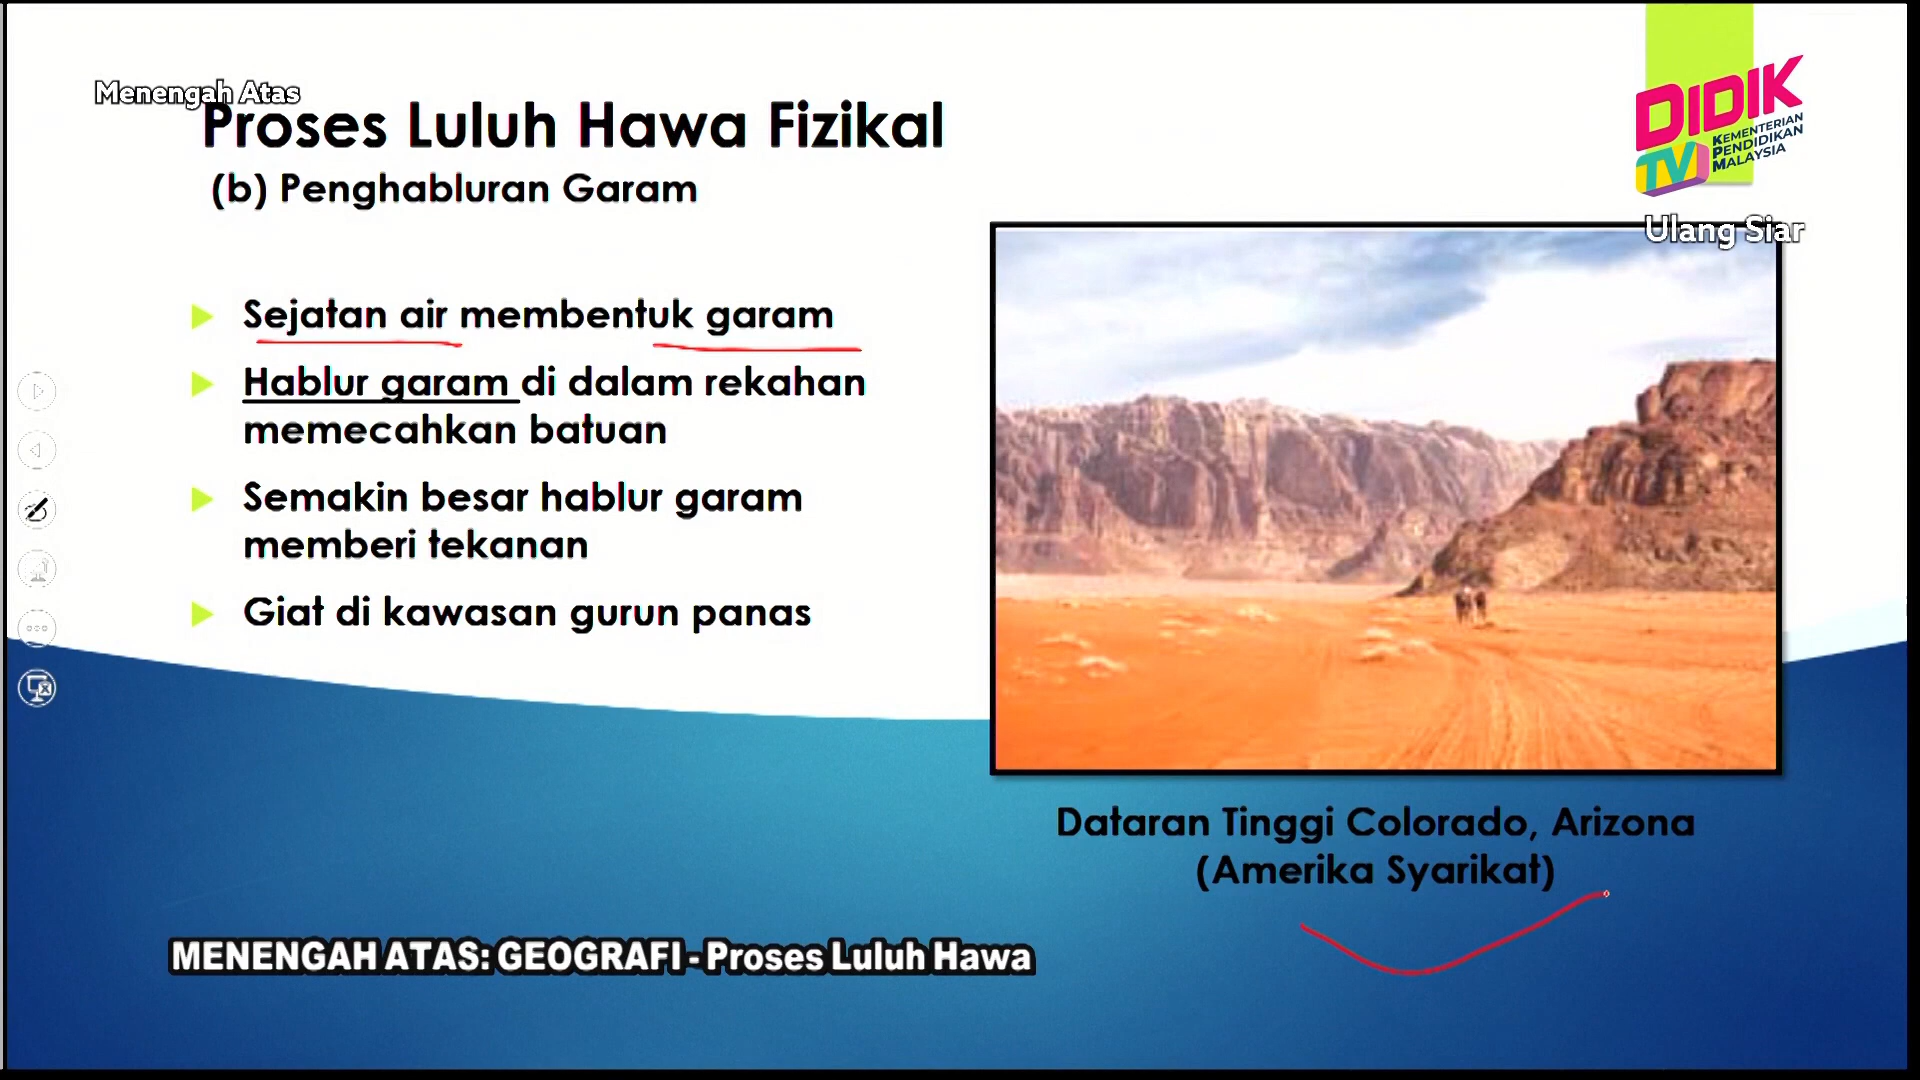 Menengah Atas
Proses Luluh Hawa Fizikal
(b) Penghabluran Garam
DIDIK
TV
KEMENTERIAN
PENDIDIKAN
MALAYSIA
Ulang Siar
Sejatan air membentuk garam
Hablur garam di dalam rekahan
memecahkan batuan
Semakin besar hablur garam
memberi tekanan
Giat di kawasan gurun panas
Dataran Tinggi Colorado, Arizona
(Amerika Syarikat)
MENENGAH ATAS: GEOGRAFI - Proses Luluh Hawa